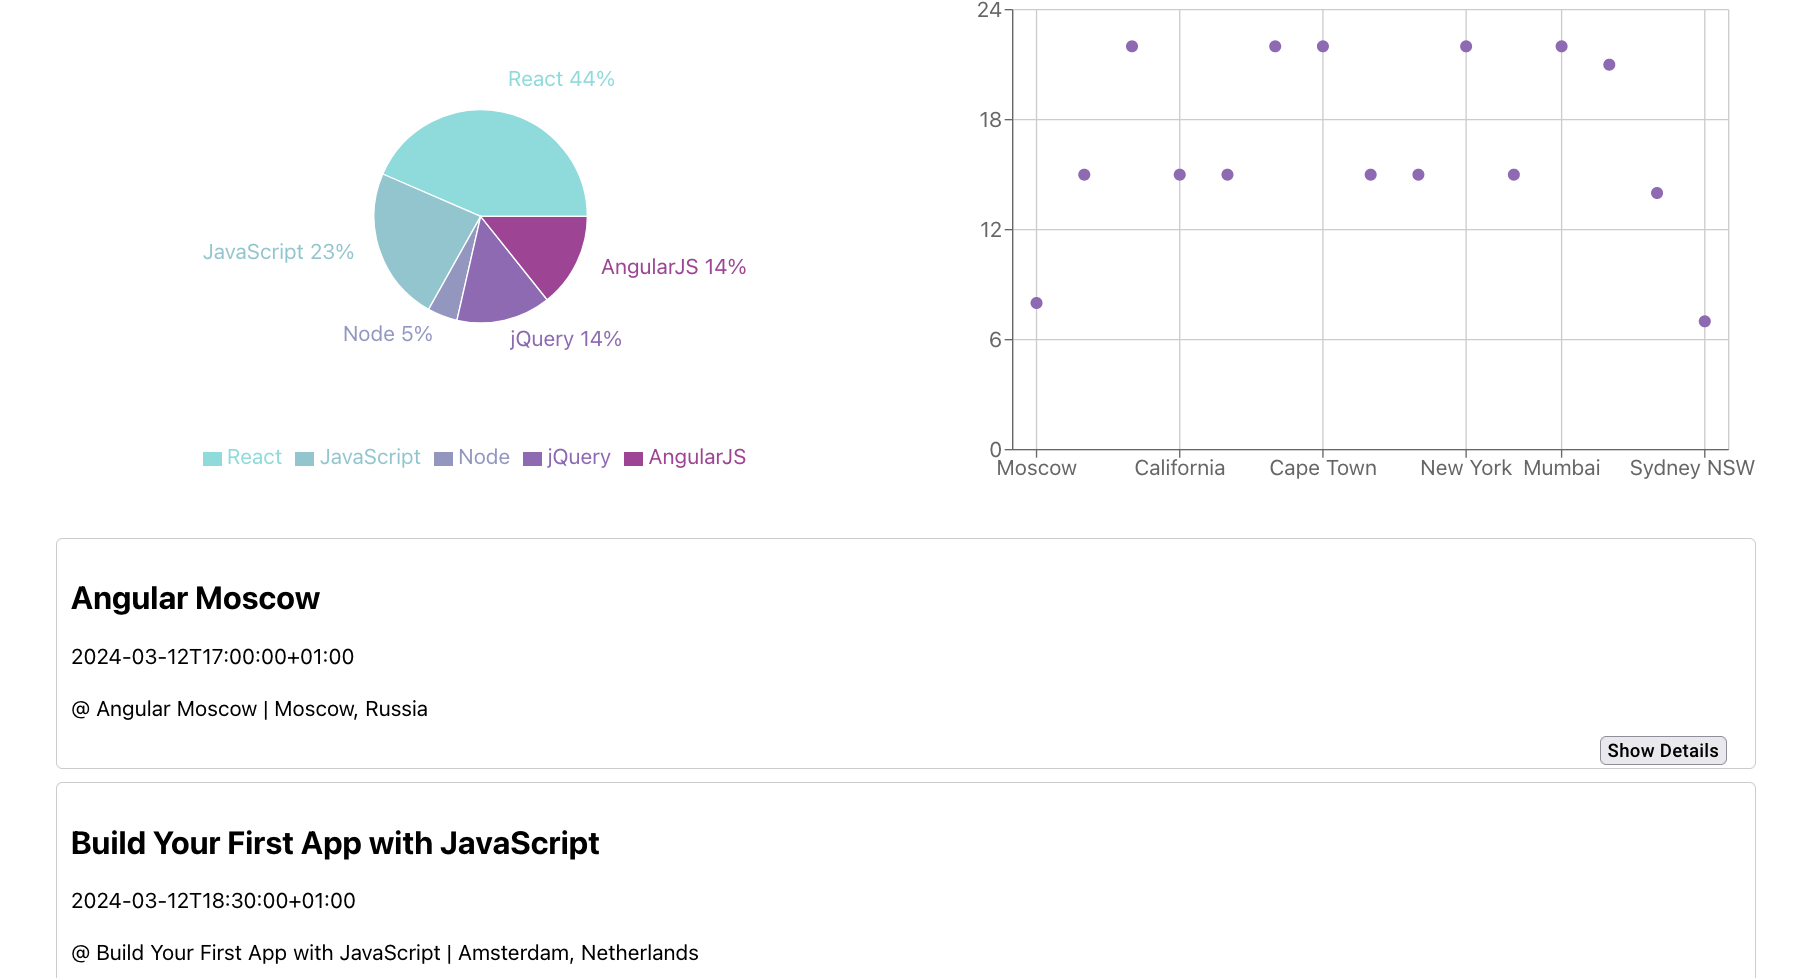 React 44%
JavaScript 23%
AngularJS 14%
Node 5%
jQuery 14%
React JavaScript Node jQuery AngularJS
24
18
12
6
0
Moscow California Cape Town New York Mumbai Sydney NSW
Angular Moscow
2024-03-12T17:00:00+01:00
@ Angular Moscow | Moscow, Russia
Show Details
Build Your First App with JavaScript
2024-03-12T18:30:00+01:00
@ Build Your First App with JavaScript | Amsterdam, Netherlands